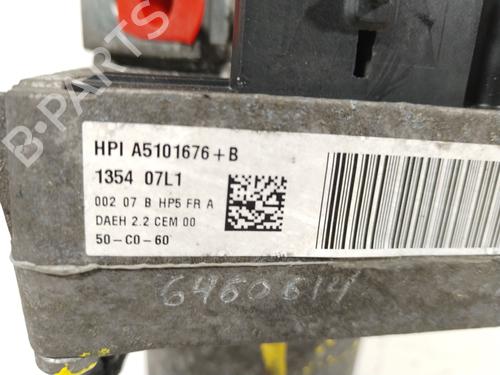 B-PARTS
HPI A5101676+B
1354 07L1
002 07 B HP5 FR A
DAEH 2.2 CEM 00
50-C0-60
6460614